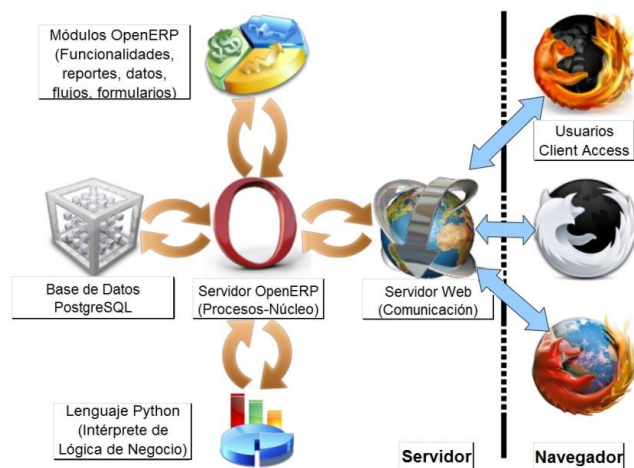 Módulos OpenERP
(Funcionalidades,
reportes, datos,
flujos, formularios)
Usuarios
Client Access
Base de Datos
PostgreSQL
Servidor OpenERP
(Procesos-Núcleo)
Servidor Web
(Comunicación)
Lenguaje Python
(Intérprete de
Lógica de Negocio)
Servidor
Navegador